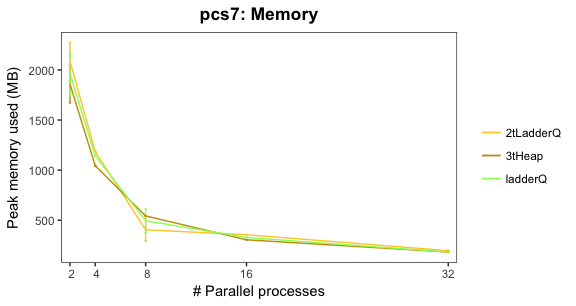 pcs7: Memory
Peak memory used (MB)
2000
1500
1000
500
2 4 8 16 32
# Parallel processes
2tLadderQ
3tHeap
ladderQ